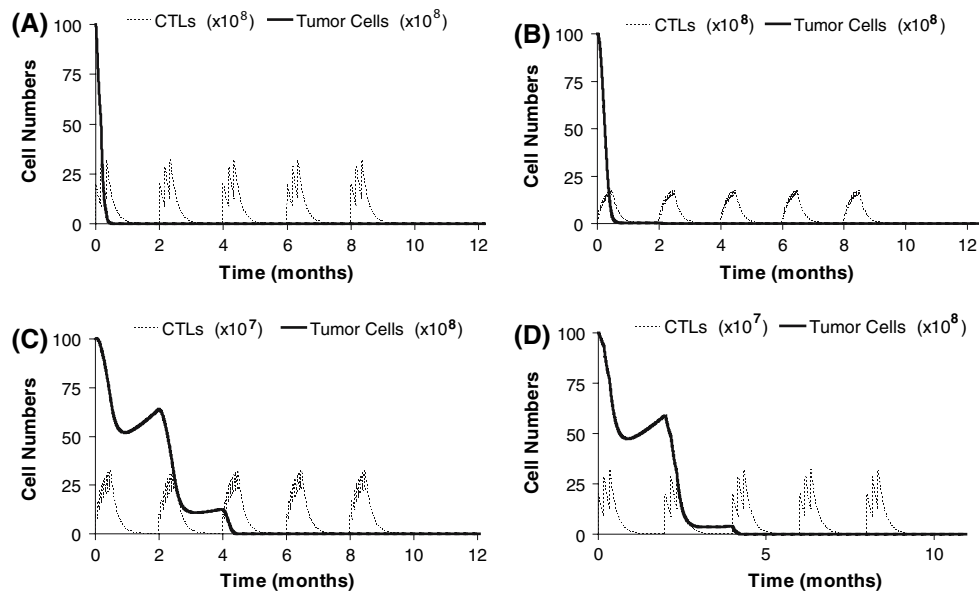 (A)
CTLs (x10⁸) Tumor Cells (x10⁸)
100
75
50
25
0
Cell Numbers
0 2 4 6 8 10 12
Time (months)
(B)
CTLs (x10⁸) Tumor Cells (x10⁸)
100
75
50
25
0
Cell Numbers
0 2 4 6 8 10 12
Time (months)
(C)
CTLs (x10⁷) Tumor Cells (x10⁸)
100
75
50
25
0
Cell Numbers
0 2 4 6 8 10 12
Time (months)
(D)
CTLs (x10⁷) Tumor Cells (x10⁸)
100
75
50
25
0
Cell Numbers
0 5 10
Time (months)